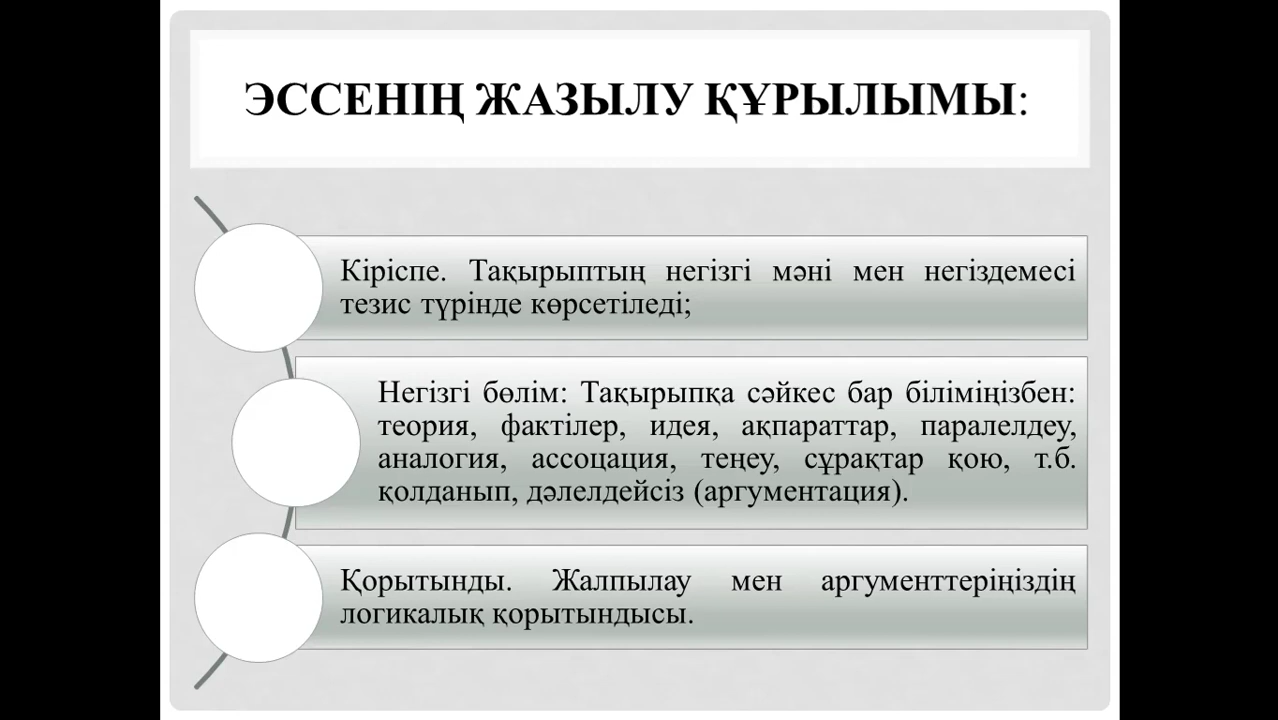 ЭССЕНІҢ ЖАЗЫЛУ ҚҰРЫЛЫМЫ:
Кіріспе. Тақырыптың негізгі мәні мен негіздемесі
тезис түрінде көрсетіледі;
Негізгі бөлім: Тақырыпқа сәйкес бар біліміңізбен:
теория, фактілер, идея, ақпараттар, паралелдеу,
аналогия, ассоцация, теңеу, сұрақтар қою, т.б.
қолданып, дәлелдейсіз (аргументация).
Қорытынды. Жалпылау мен аргументтеріңіздің
логикалық қорытындысы.